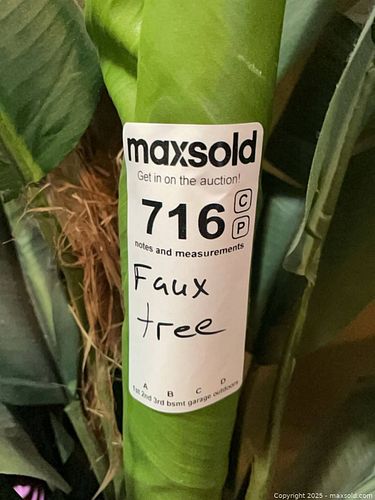 maxsold
Get in on the auction!
716 C
P
notes and measurements
Faux
tree
A B C D
1st 2nd 3rd bsmt garage outdoors
Copyright 2025 - maxsold.com